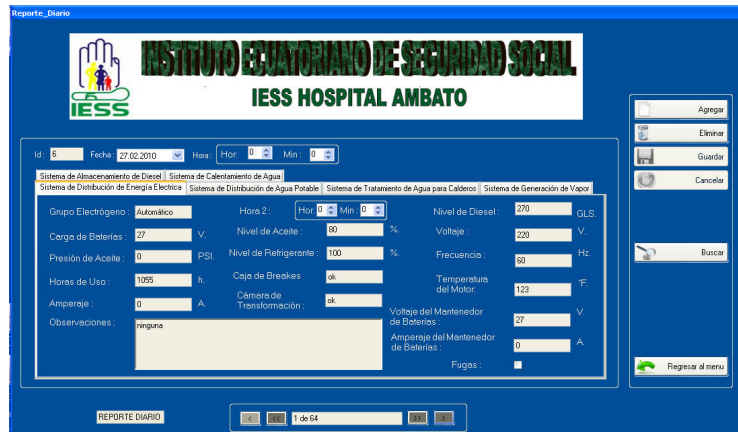 Reporte_Diario
IESS
INSTITUTO ECUATORIANO DE SEGURIDAD SOCIAL
IESS HOSPITAL AMBATO
Id : 6 Fecha : 27.02.2010 Hora : Hor: 0 Min : 0
Sistema de Almacenamiento de Diesel Sistema de Calentamiento de Agua
Sistema de Distribución de Energía Electrica Sistema de Distribución de Agua Potable Sistema de Tratamiento de Agua para Calderos Sistema de Generación de Vapor
Grupo Electrógeno : Automático Hora 2 : Hor: 0 Min : 0 Nivel de Diesel : 270 GLS.
Carga de Baterías : 27 V. Nivel de Aceite : 80 %. Voltaje : 220 V.
Presión de Aceite : 0 PSI. Nivel de Refrigerante : 100 %. Frecuencia : 60 Hz.
Horas de Uso : 1055 h. Caja de Breakes ok Temperatura del Motor: 123 °F.
Amperaje : 0 A. Cámara de Transformación : ok
Voltaje del Mantenedor de Baterías : 27 V.
Observaciones : ninguna
Amperaje del Mantenedor de Baterías : 0 A.
Fugas :
Agregar
Eliminar
Guardar
Cancelar
Buscar
Regresar al menu
REPORTE DIARIO < << 1 de 64 >> >